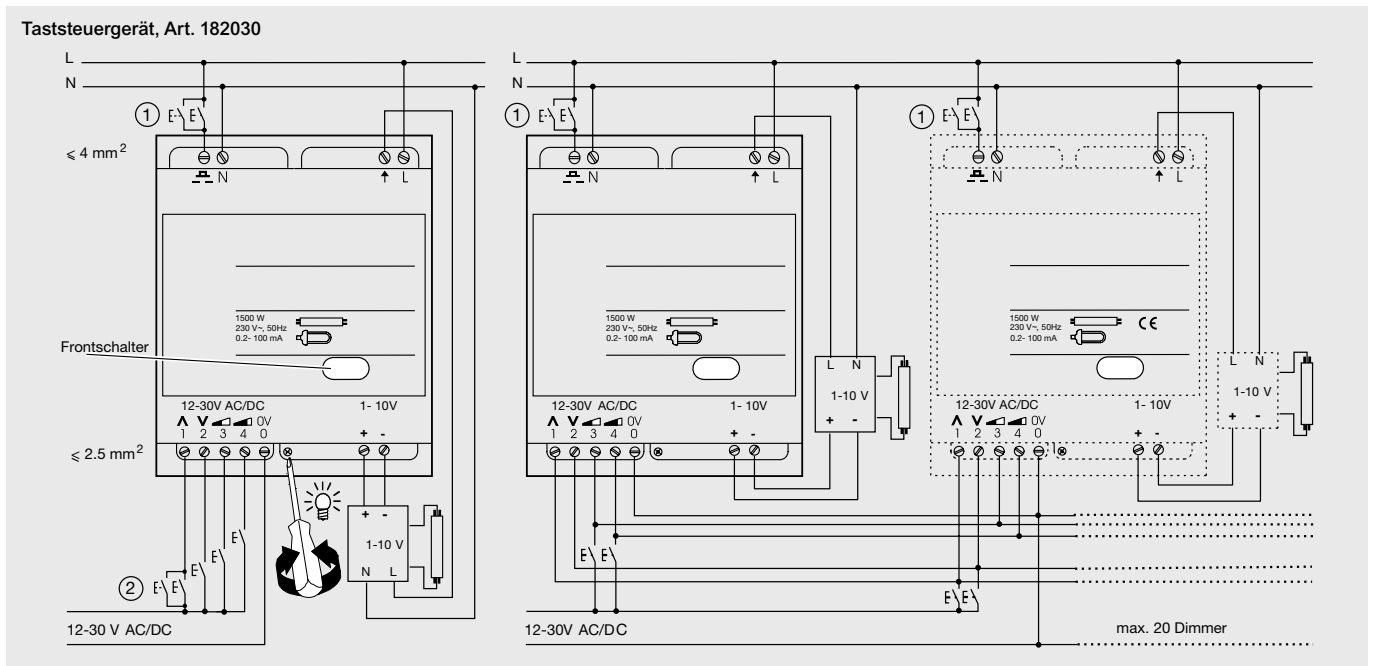 Taststeuergerät, Art. 182030
L
N
1
≤ 4 mm²
N
↑ L
1500 W
230 V~, 50Hz
0.2- 100 mA
Frontschalter
12-30V AC/DC
1- 10V
0V
1 2 3 4 0
+ -
≤ 2.5 mm²
+ -
1-10 V
N L
2
12-30 V AC/DC
L
N
1
N
↑ L
1500 W
230 V~, 50Hz
0.2- 100 mA
12-30V AC/DC
1- 10V
0V
1 2 3 4 0
+ -
L N
1-10 V
+ -
12-30V AC/DC
1
N
↑ L
1500 W
230 V~, 50Hz
0.2- 100 mA
CE
12-30V AC/DC
1- 10V
0V
1 2 3 4 0
+ -
L N
1-10 V
+ -
max. 20 Dimmer